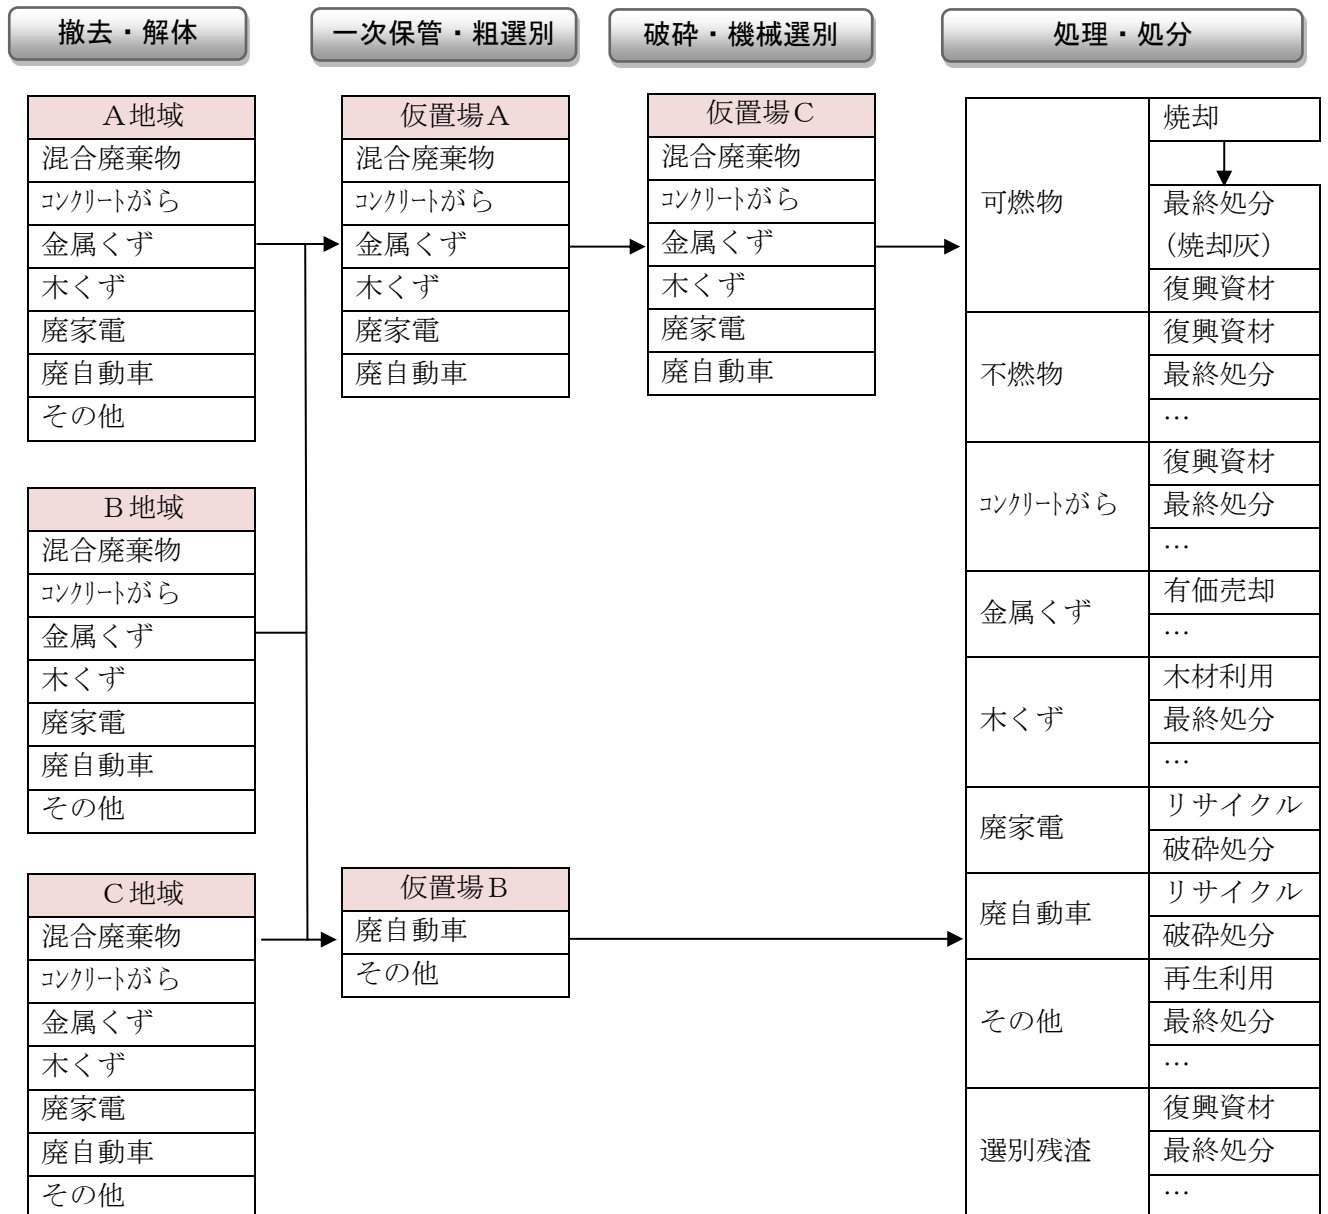 撤去・解体
一次保管・粗選別
破砕・機械選別
処理・処分
A地域
混合廃棄物
コンクリートがら
金属くず
木くず
廃家電
廃自動車
その他
B地域
混合廃棄物
コンクリートがら
金属くず
木くず
廃家電
廃自動車
その他
C地域
混合廃棄物
コンクリートがら
金属くず
木くず
廃家電
廃自動車
その他
仮置場A
混合廃棄物
コンクリートがら
金属くず
木くず
廃家電
廃自動車
仮置場B
廃自動車
その他
仮置場C
混合廃棄物
コンクリートがら
金属くず
木くず
廃家電
廃自動車
可燃物
焼却
最終処分
(焼却灰)
復興資材
不燃物
復興資材
最終処分
…
コンクリートがら
復興資材
最終処分
…
金属くず
有価売却
…
木くず
木材利用
最終処分
…
廃家電
リサイクル
破砕処分
廃自動車
リサイクル
破砕処分
その他
再生利用
最終処分
…
選別残渣
復興資材
最終処分
…